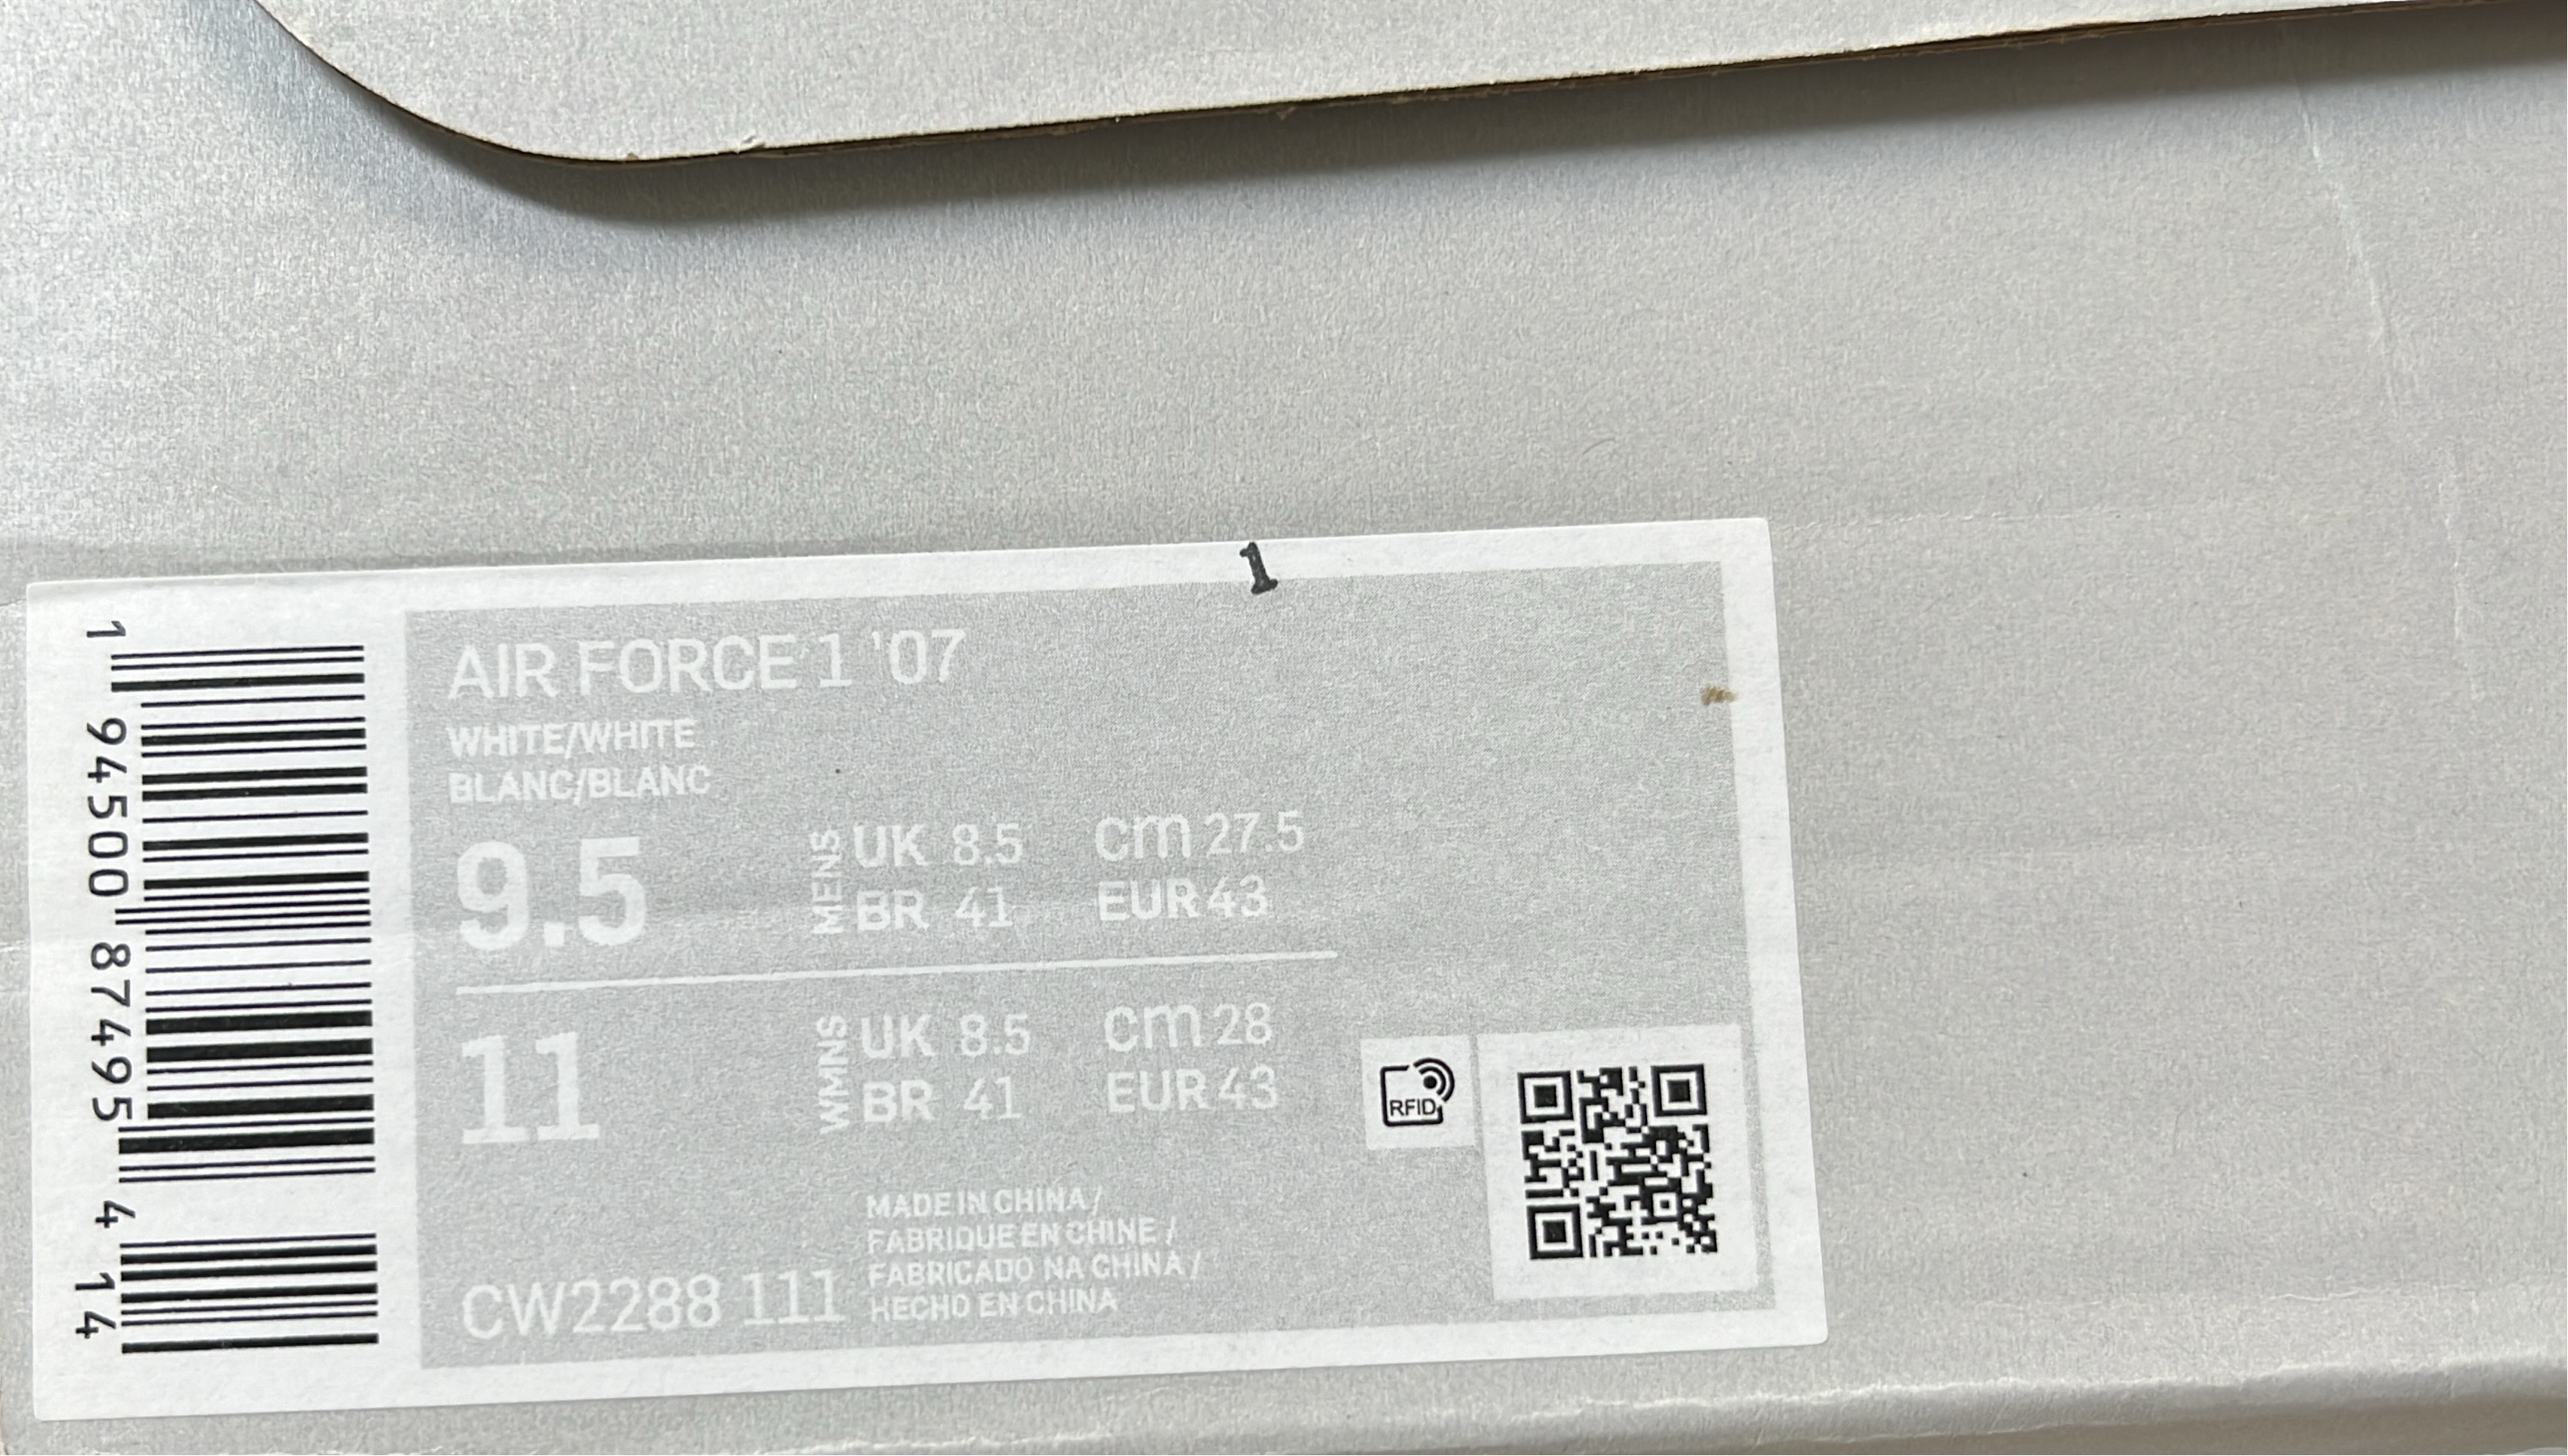 1
AIR FORCE 1 '07
WHITE/WHITE
BLANC/BLANC
9.5 MENS UK 8.5 cm 27.5
BR 41 EUR 43
11 WMNS UK 8.5 cm 28
BR 41 EUR 43
RFID
MADE IN CHINA /
FABRIQUE EN CHINE /
FABRICADO NA CHINA /
HECHO EN CHINA
CW2288 111
1 94500 87495 4 14